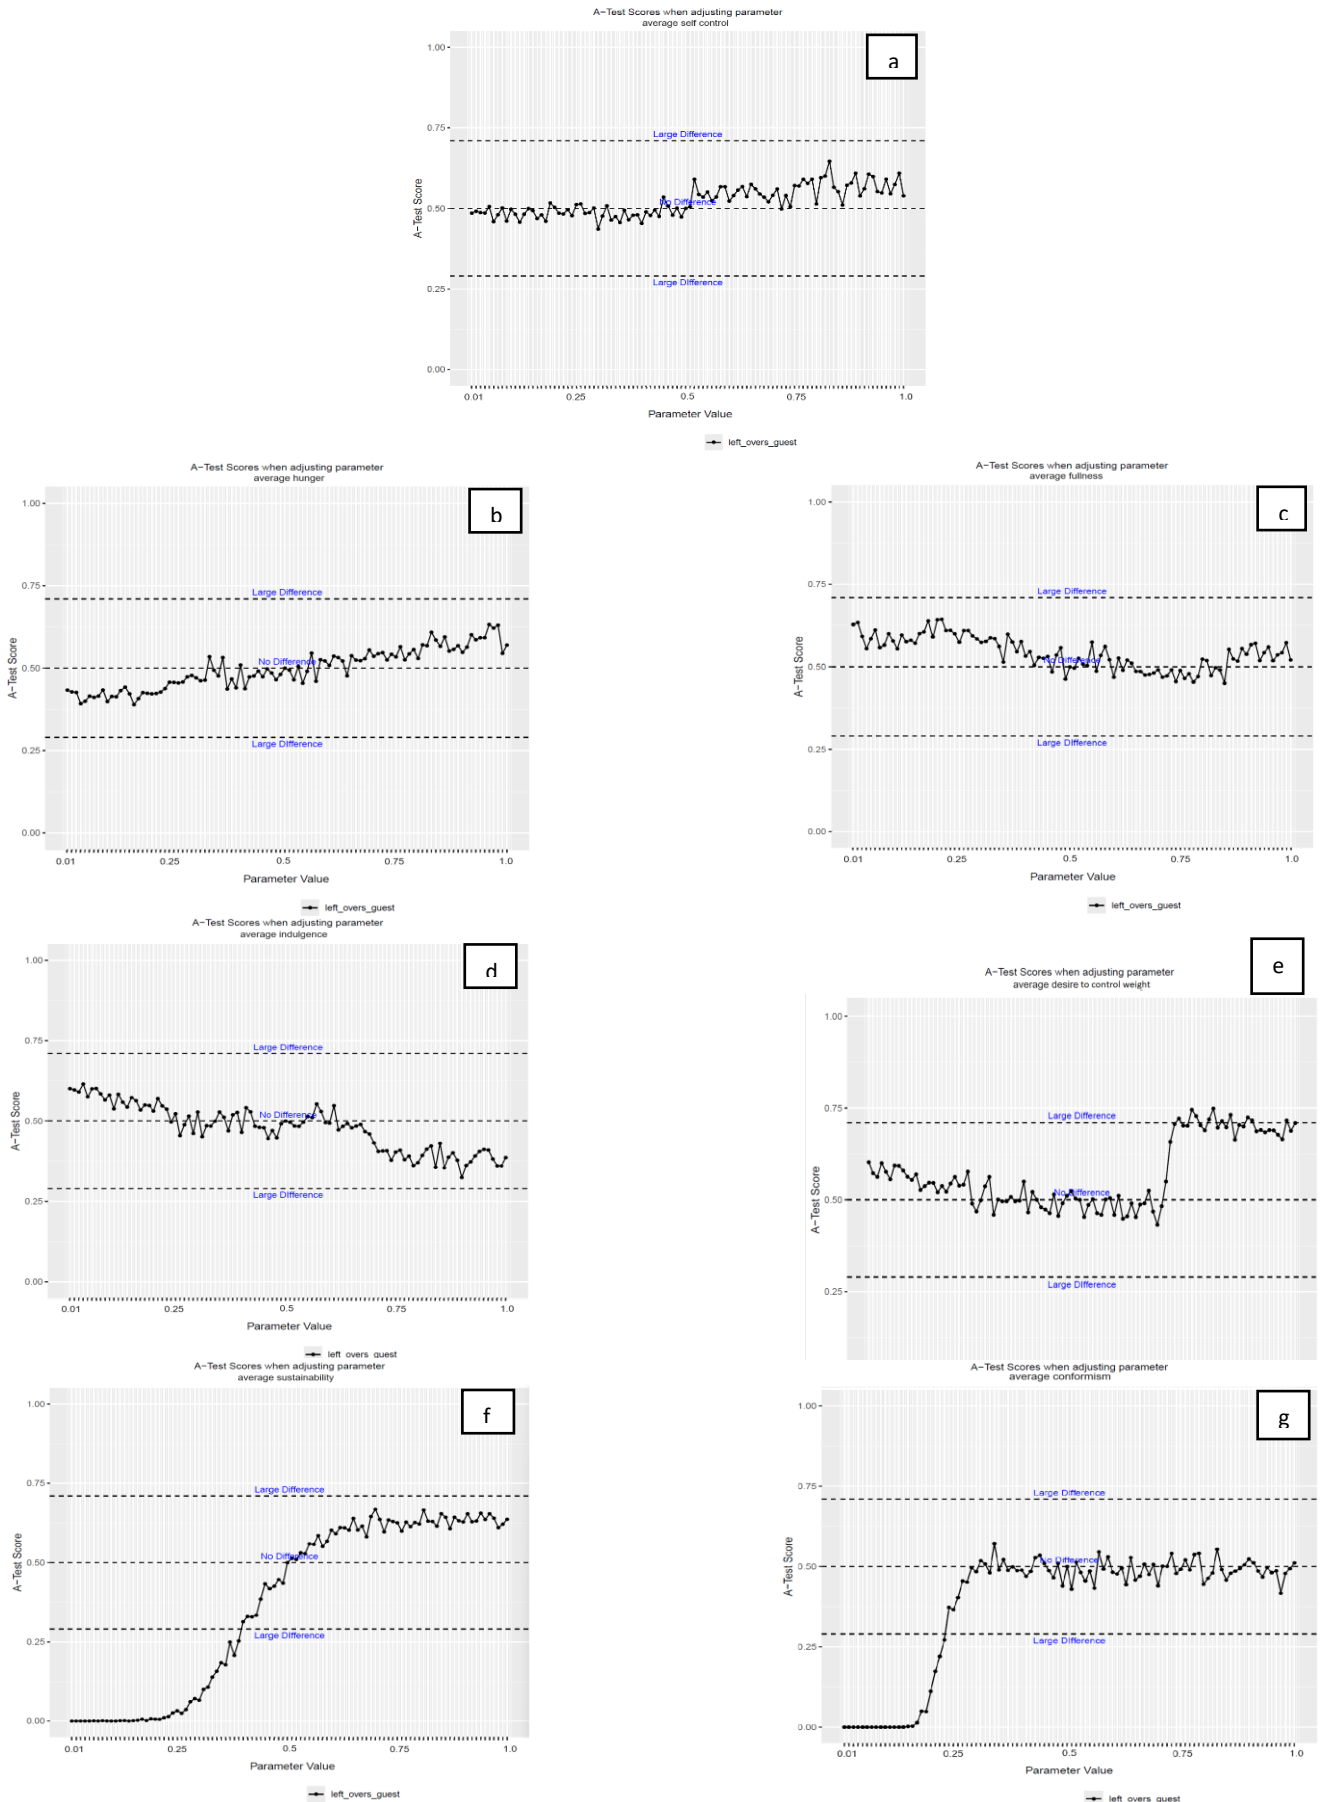 A-Test Scores when adjusting parameter
average self control
a
1.00
0.75
0.50
0.25
0.00
A-Test Score
Large Difference
No Difference
Large Difference
0.01 0.25 0.5 0.75 1.0
Parameter Value
left_overs_guest
A-Test Scores when adjusting parameter
average hunger
b
1.00
0.75
0.50
0.25
0.00
A-Test Score
Large Difference
No Difference
Large Difference
0.01 0.25 0.5 0.75 1.0
Parameter Value
left_overs_guest
A-Test Scores when adjusting parameter
average fullness
c
1.00
0.75
0.50
0.25
0.00
A-Test Score
Large Difference
No Difference
Large Difference
0.01 0.25 0.5 0.75 1.0
Parameter Value
left_overs_guest
A-Test Scores when adjusting parameter
average indulgence
d
1.00
0.75
0.50
0.25
0.00
A-Test Score
Large Difference
No Difference
Large Difference
0.01 0.25 0.5 0.75 1.0
Parameter Value
left_overs_guest
A-Test Scores when adjusting parameter
average desire to control weight
e
1.00
0.75
0.50
0.25
A-Test Score
Large Difference
No Difference
Large Difference
A-Test Scores when adjusting parameter
average sustainability
f
1.00
0.75
0.50
0.25
0.00
A-Test Score
Large Difference
No Difference
Large Difference
0.01 0.25 0.5 0.75 1.0
Parameter Value
left_overs_guest
A-Test Scores when adjusting parameter
average conformism
g
1.00
0.75
0.50
0.25
0.00
A-Test Score
Large Difference
No Difference
Large Difference
0.01 0.25 0.5 0.75 1.0
Parameter Value
left_overs_guest